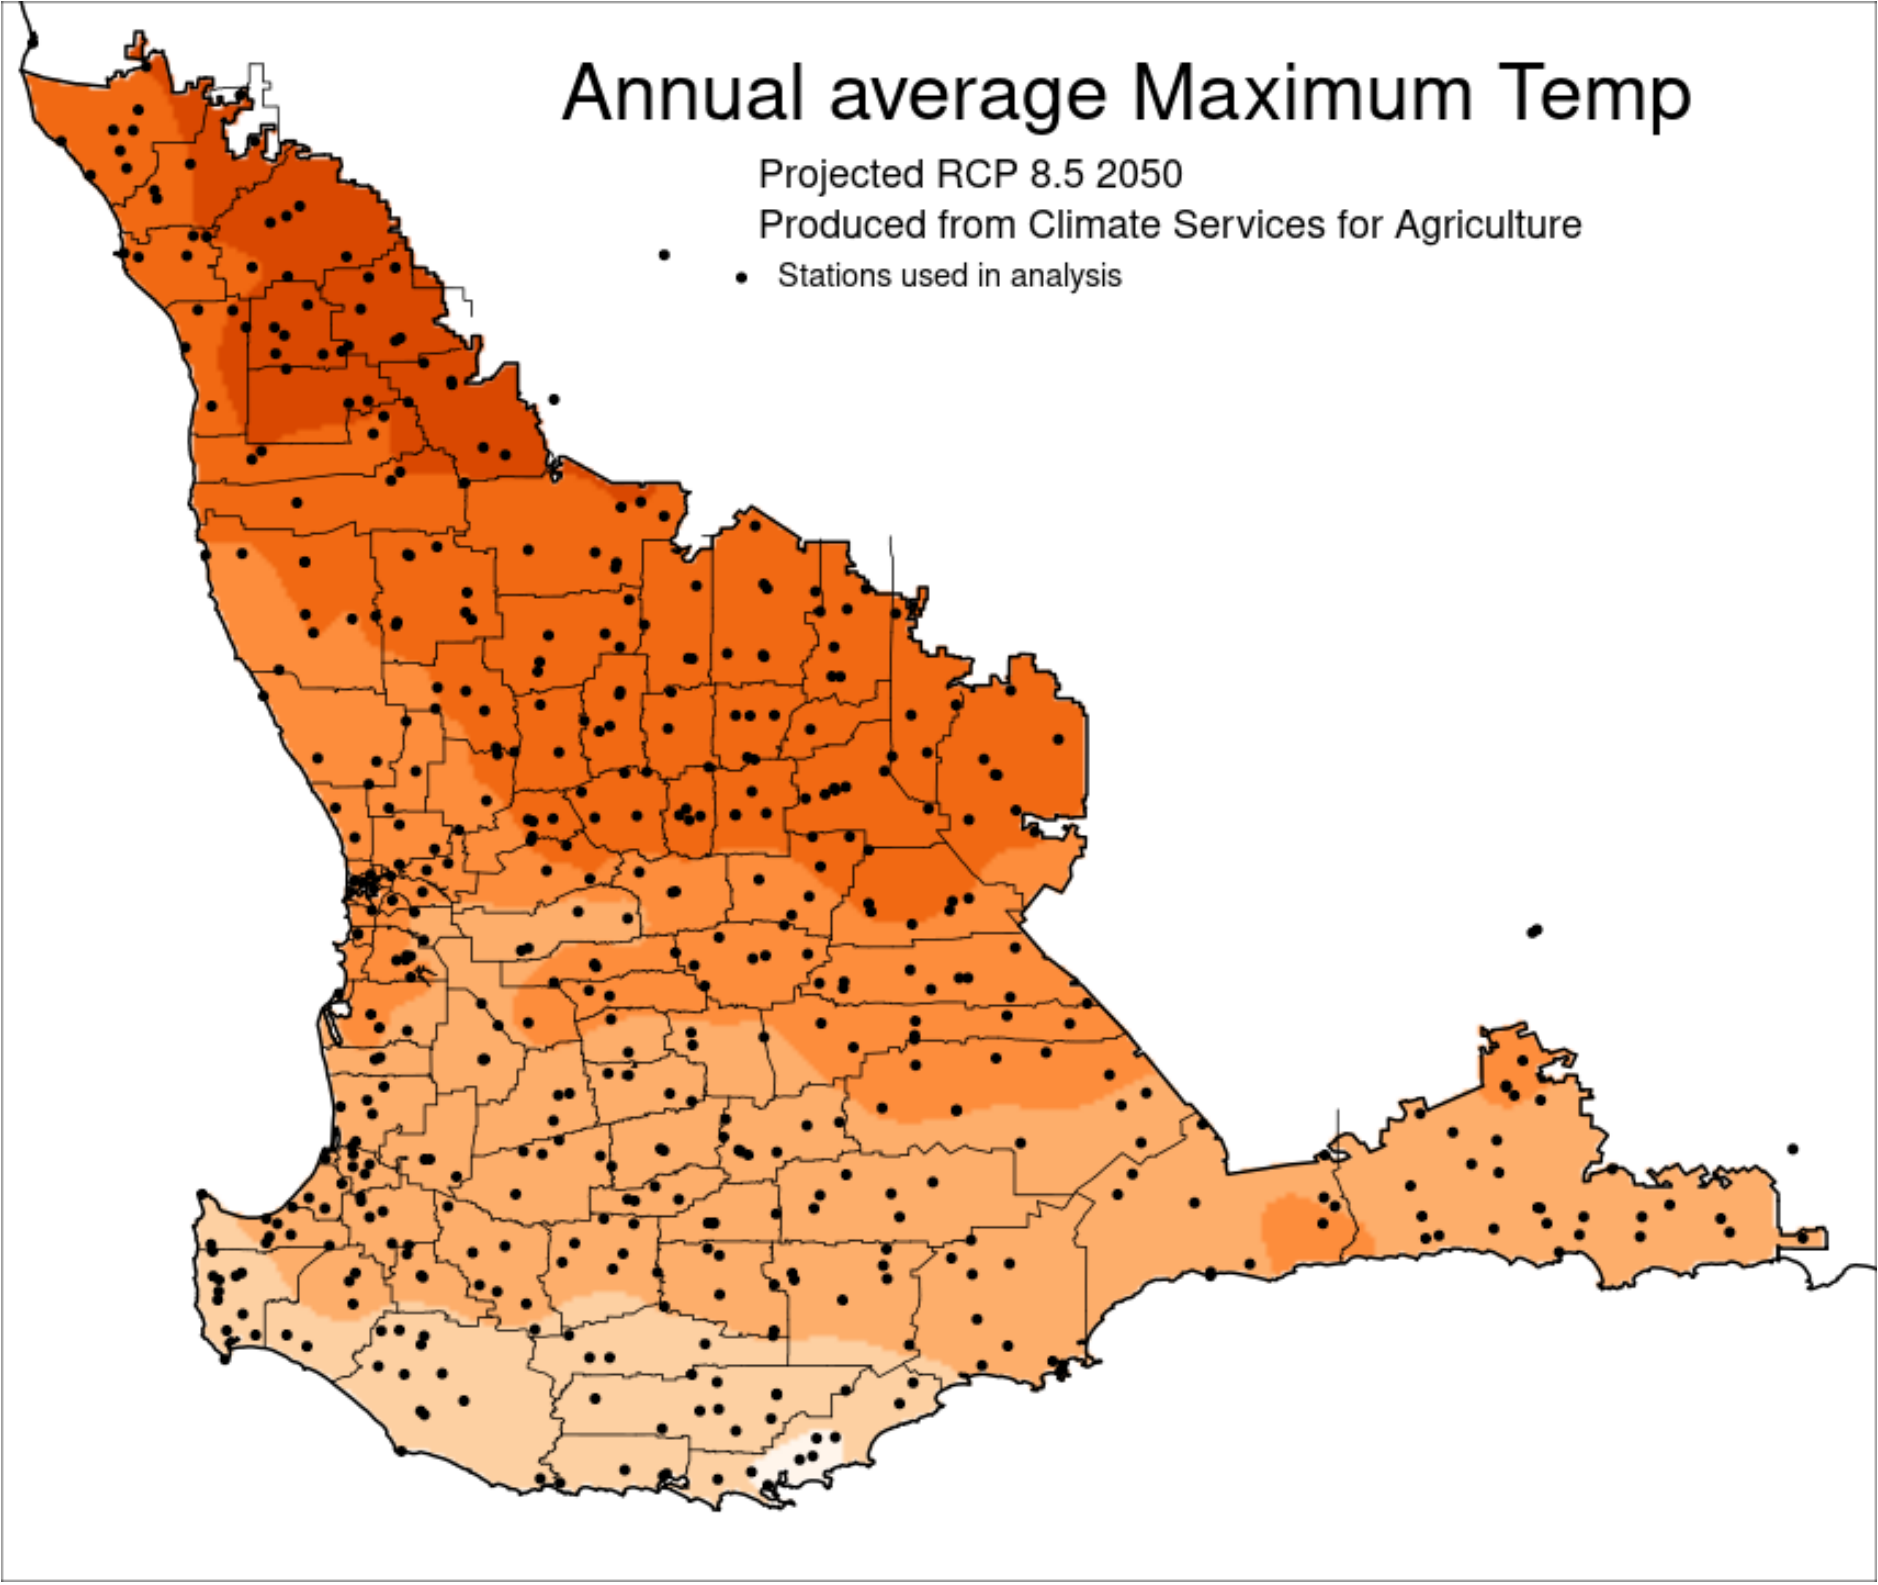 Annual average Maximum Temp
Projected RCP 8.5 2050
Produced from Climate Services for Agriculture
Stations used in analysis